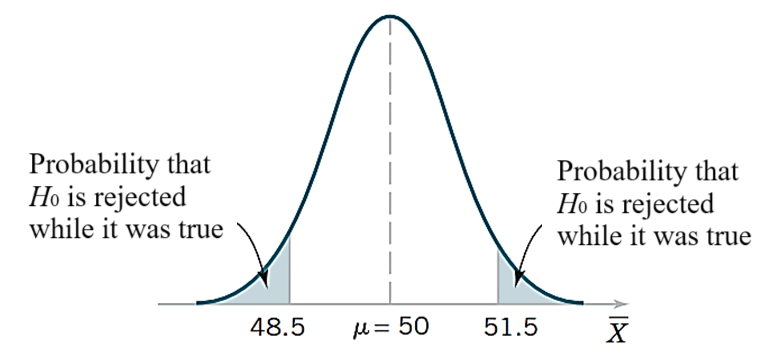 Probability that
H₀ is rejected
while it was true
Probability that
H₀ is rejected
while it was true
48.5
μ = 50
51.5
X̅